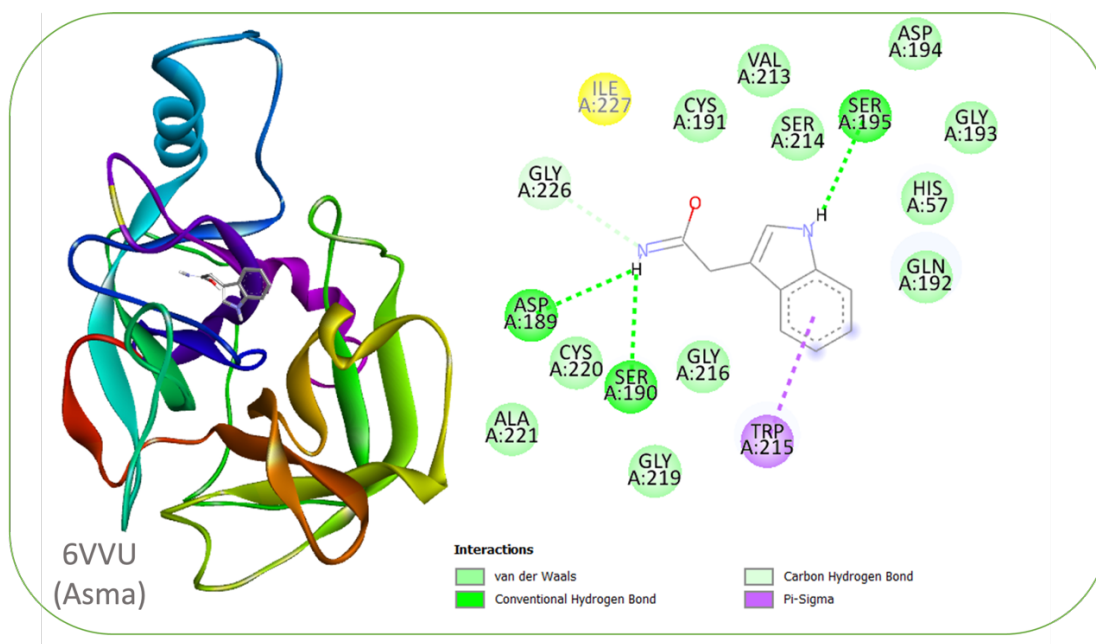 6VVU
(Asma)
ASP
A:194
VAL
A:213
ILE
A:227
CYS
A:191
SER
A:195
SER
A:214
GLY
A:193
GLY
A:226
HIS
A:57
O
H
N
N
H
GLN
A:192
ASP
A:189
CYS
A:220
SER
A:190
GLY
A:216
ALA
A:221
TRP
A:215
GLY
A:219
Interactions
van der Waals
Conventional Hydrogen Bond
Carbon Hydrogen Bond
Pi-Sigma